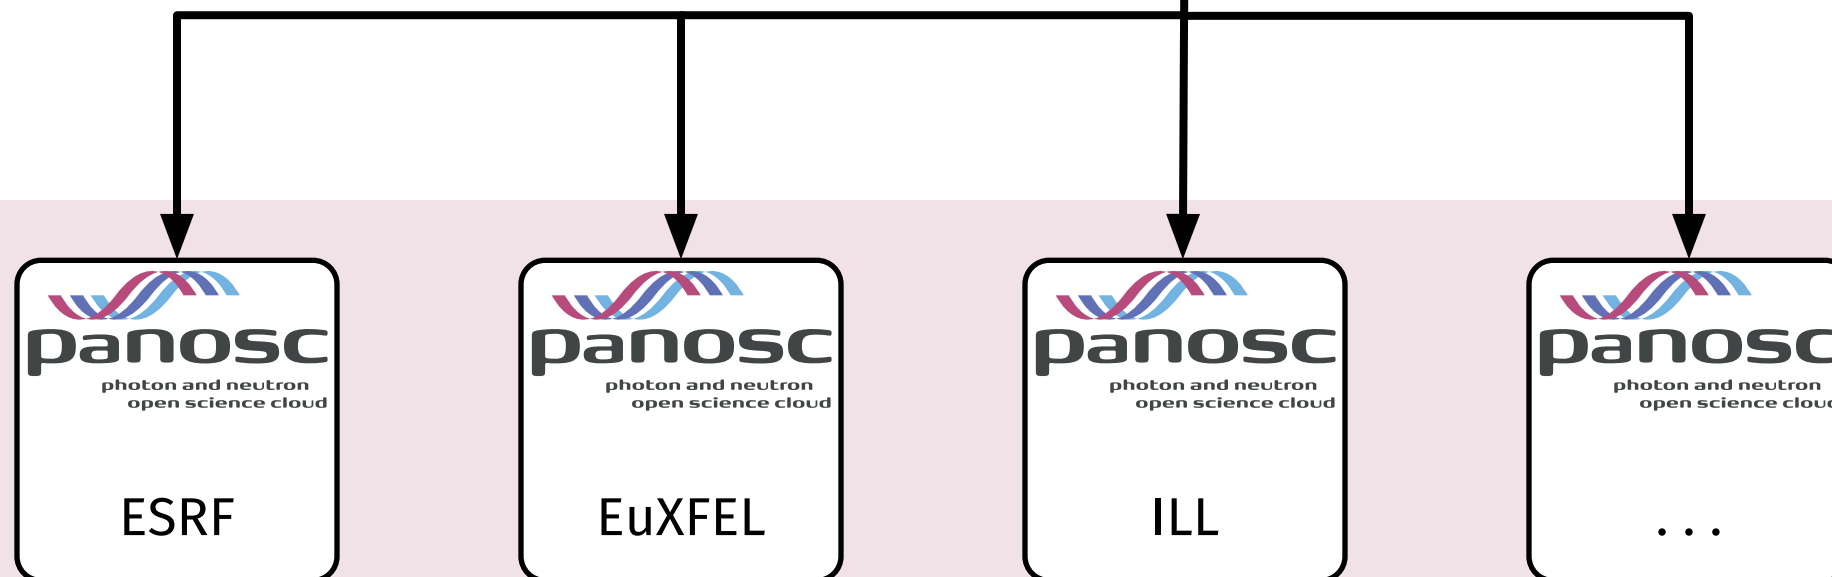 panosc
photon and neutron
open science cloud
ESRF
panosc
photon and neutron
open science cloud
EuXFEL
panosc
photon and neutron
open science cloud
ILL
panosc
photon and neutron
open science cloud
...